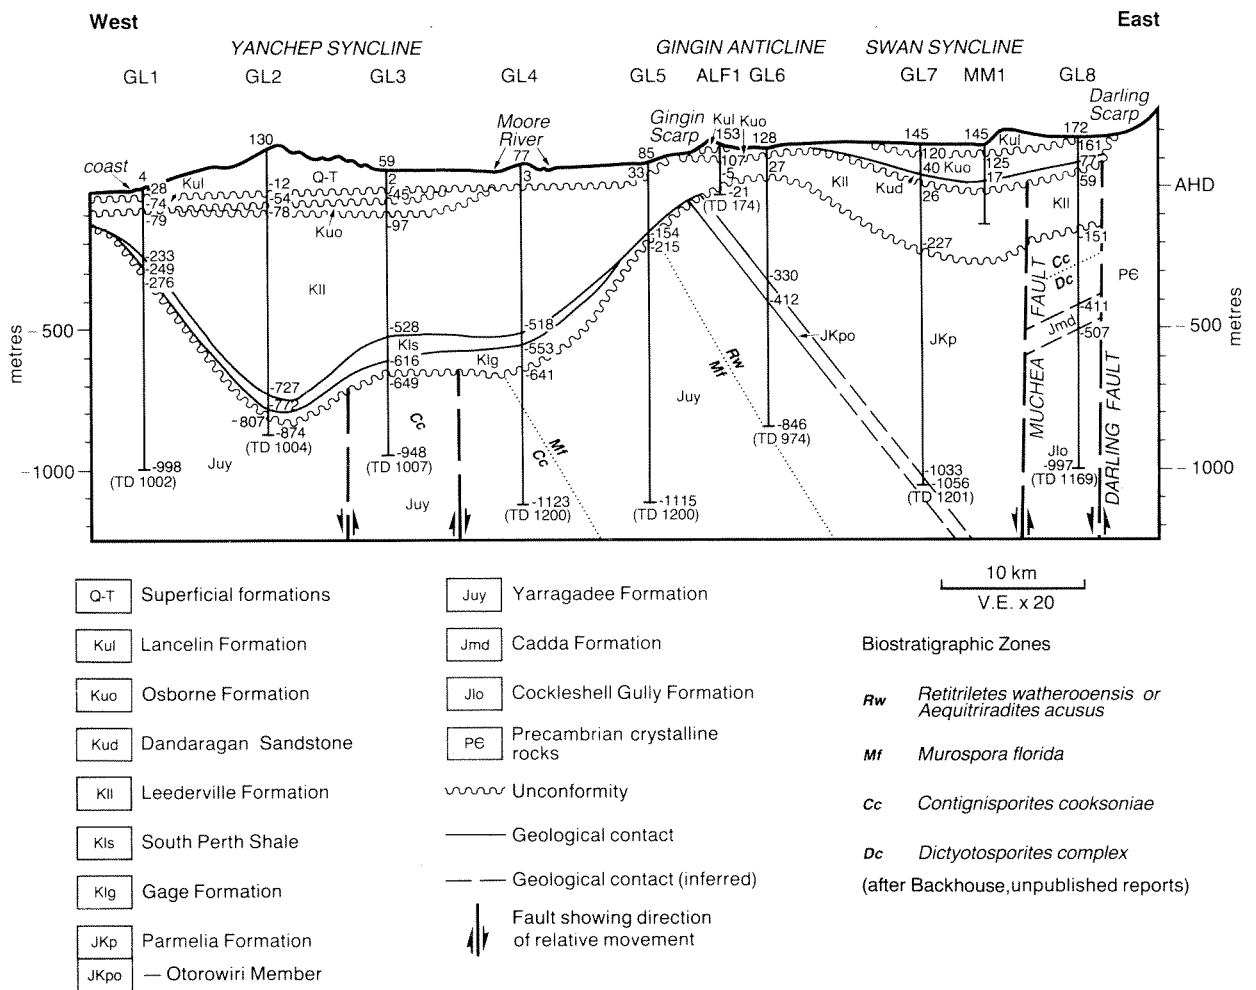 West
East
YANCHEP SYNCLINE
GINGIN ANTICLINE
SWAN SYNCLINE
GL1
GL2
GL3
GL4
GL5
ALF1
GL6
GL7
MM1
GL8
Darling
Scarp
Moore
River
Gingin
Scarp
Kul
Kuo
coast
4
130
59
77
85
153
128
145
145
172
-28
-74
-79
-233
-249
-276
-998
(TD 1002)
Kul
Q-T
-12
-54
-78
Kuo
-727
-772
-807
-874
(TD 1004)
2
-45
-97
-528
-616
-649
-948
(TD 1007)
3
-518
-553
-641
-1123
(TD 1200)
33
-154
-215
-1115
(TD 1200)
107
-5
-21
(TD 174)
27
-330
-412
-846
(TD 974)
120
40
26
-227
-1033
-1056
(TD 1201)
125
17
161
77
59
-151
-411
-507
-997
(TD 1169)
Kll
Kls
Klg
Juy
Cc
Juy
Mf
Cc
Juy
Rw
Mf
JKpo
JKp
Kll
Kud
Kuo
Kul
Kll
Cc
Dc
Jmd
Jlo
PЄ
MUCHEA FAULT
DARLING FAULT
AHD
-500
-1000
metres
-500
-1000
metres
10 km
V.E. x 20
Q-T Superficial formations
Kul Lancelin Formation
Kuo Osborne Formation
Kud Dandaragan Sandstone
Kll Leederville Formation
Kls South Perth Shale
Klg Gage Formation
JKp Parmelia Formation
JKpo — Otorowiri Member
Juy Yarragadee Formation
Jmd Cadda Formation
Jlo Cockleshell Gully Formation
PЄ Precambrian crystalline
rocks
Unconformity
Geological contact
Geological contact (inferred)
Fault showing direction
of relative movement
Biostratigraphic Zones
Rw Retitriletes watherooensis or
Aequitriradites acusus
Mf Murospora florida
Cc Contignisporites cooksoniae
Dc Dictyotosporites complex
(after Backhouse, unpublished reports)